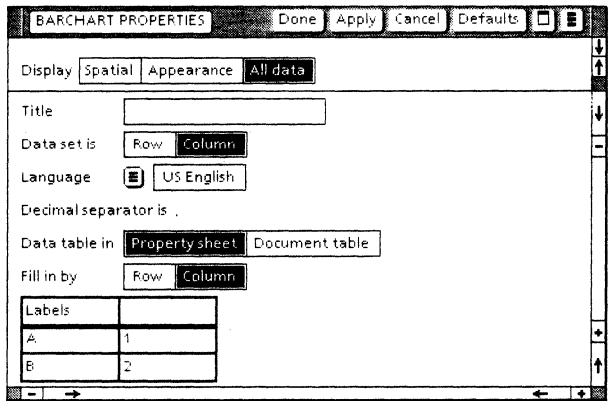 BARCHART PROPERTIES Done Apply Cancel Defaults
Display Spatial Appearance All data
Title
Data set is Row Column
Language US English
Decimal separator is .
Data table in Property sheet Document table
Fill in by Row Column
Labels
A 1
B 2